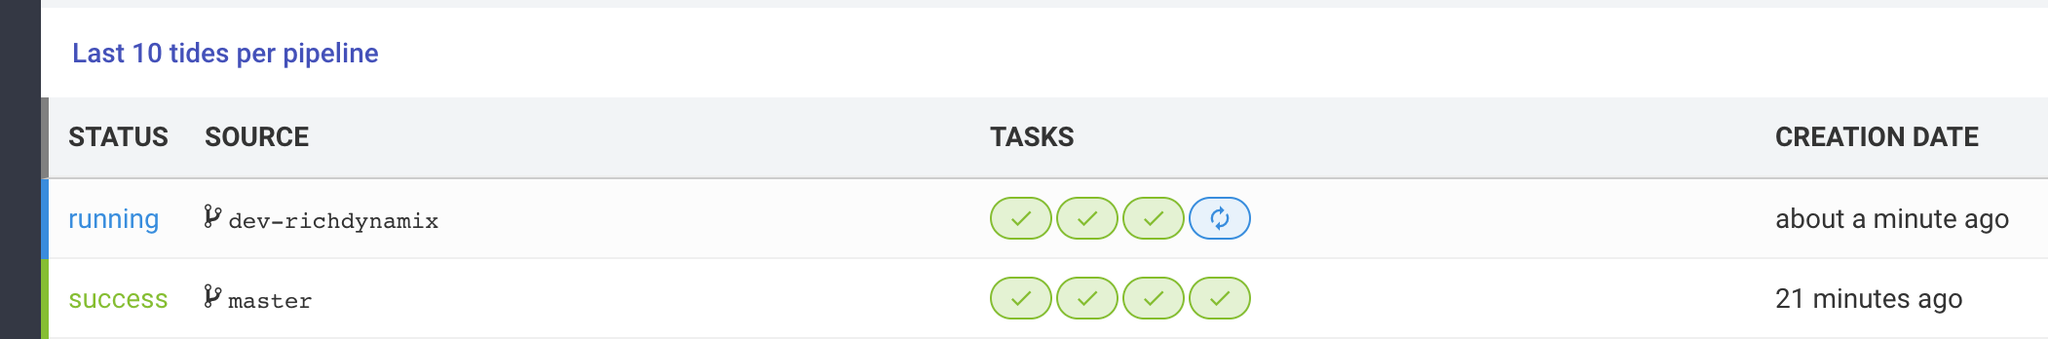 Last 10 tides per pipeline
STATUS SOURCE TASKS CREATION DATE
running dev-richdynamix about a minute ago
success master 21 minutes ago